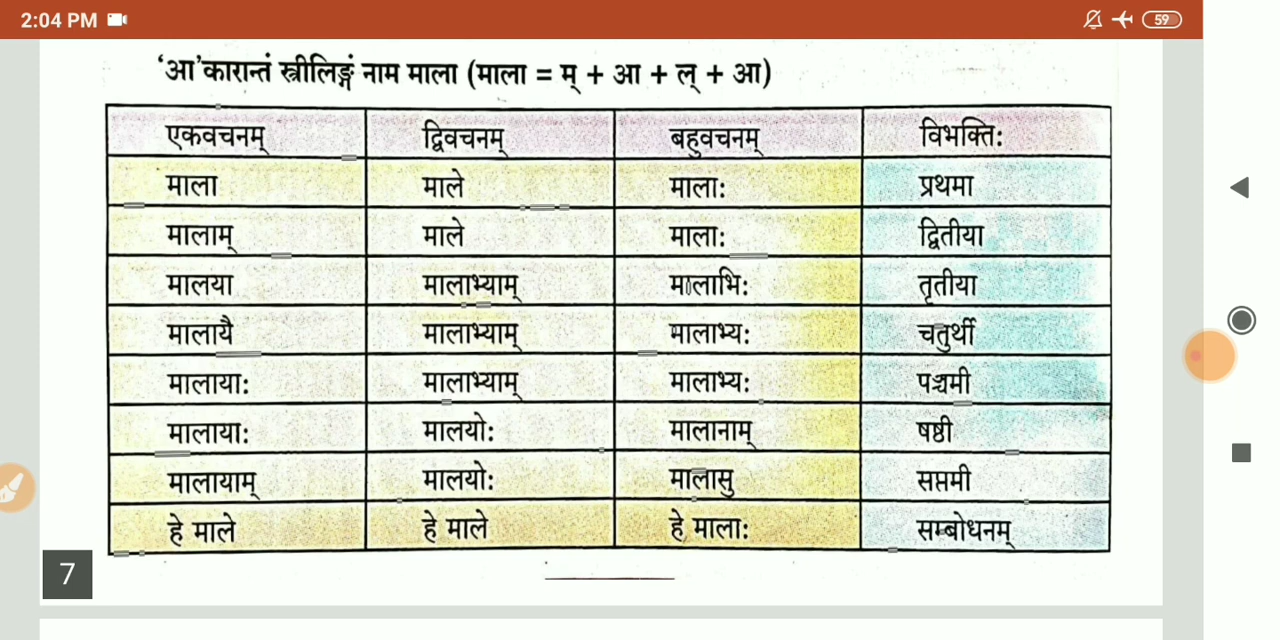 2:04 PM 59
‘आ’कारान्तं स्त्रीलिङ्गं नाम माला (माला = म् + आ + ल् + आ)
एकवचनम् द्विवचनम् बहुवचनम् विभक्ति:
माला माले माला: प्रथमा
मालाम् माले माला: द्वितीया
मालया मालाभ्याम् मालाभि: तृतीया
मालायै मालाभ्याम् मालाभ्य: चतुर्थी
मालाया: मालाभ्याम् मालाभ्य: पञ्चमी
मालाया: मालयो: मालानाम् षष्ठी
मालायाम् मालयो: मालासु सप्तमी
हे माले हे माले हे माला: सम्बोधनम्
7